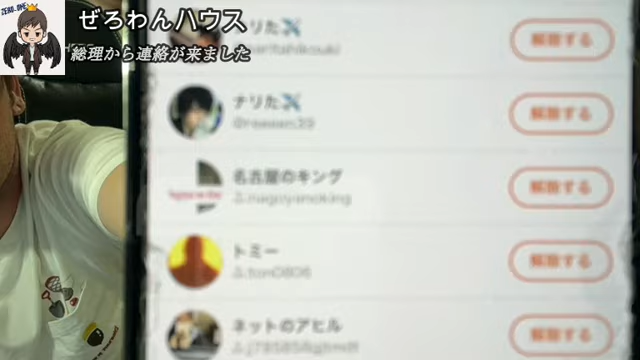 ZERO_ONE
ぜろわんハウス
総理から連絡が来ました
ナリた✈
解除する
ナリた✈
解除する
名古屋のキング
nagoyanoking
解除する
トミー
解除する
ネットのアヒル
解除する